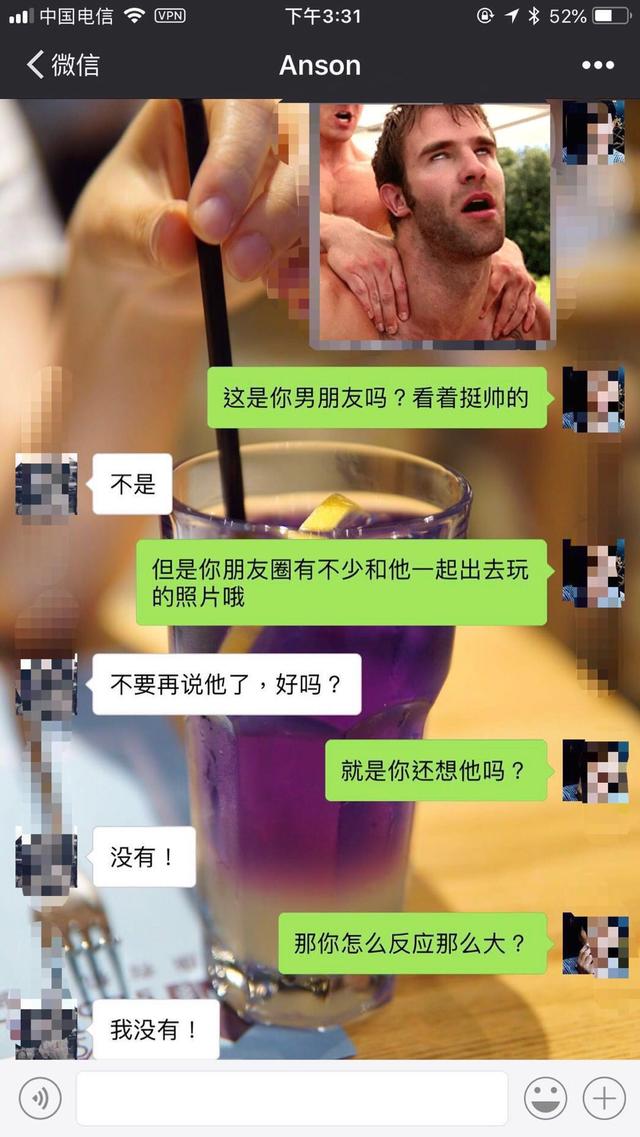 中国电信 VPN 下午3:31 52%
微信 Anson
这是你男朋友吗？看着挺帅的
不是
但是你朋友圈有不少和他一起出去玩
的照片哦
不要再说他了，好吗？
就是你还想他吗？
没有！
那你怎么反应那么大？
我没有！